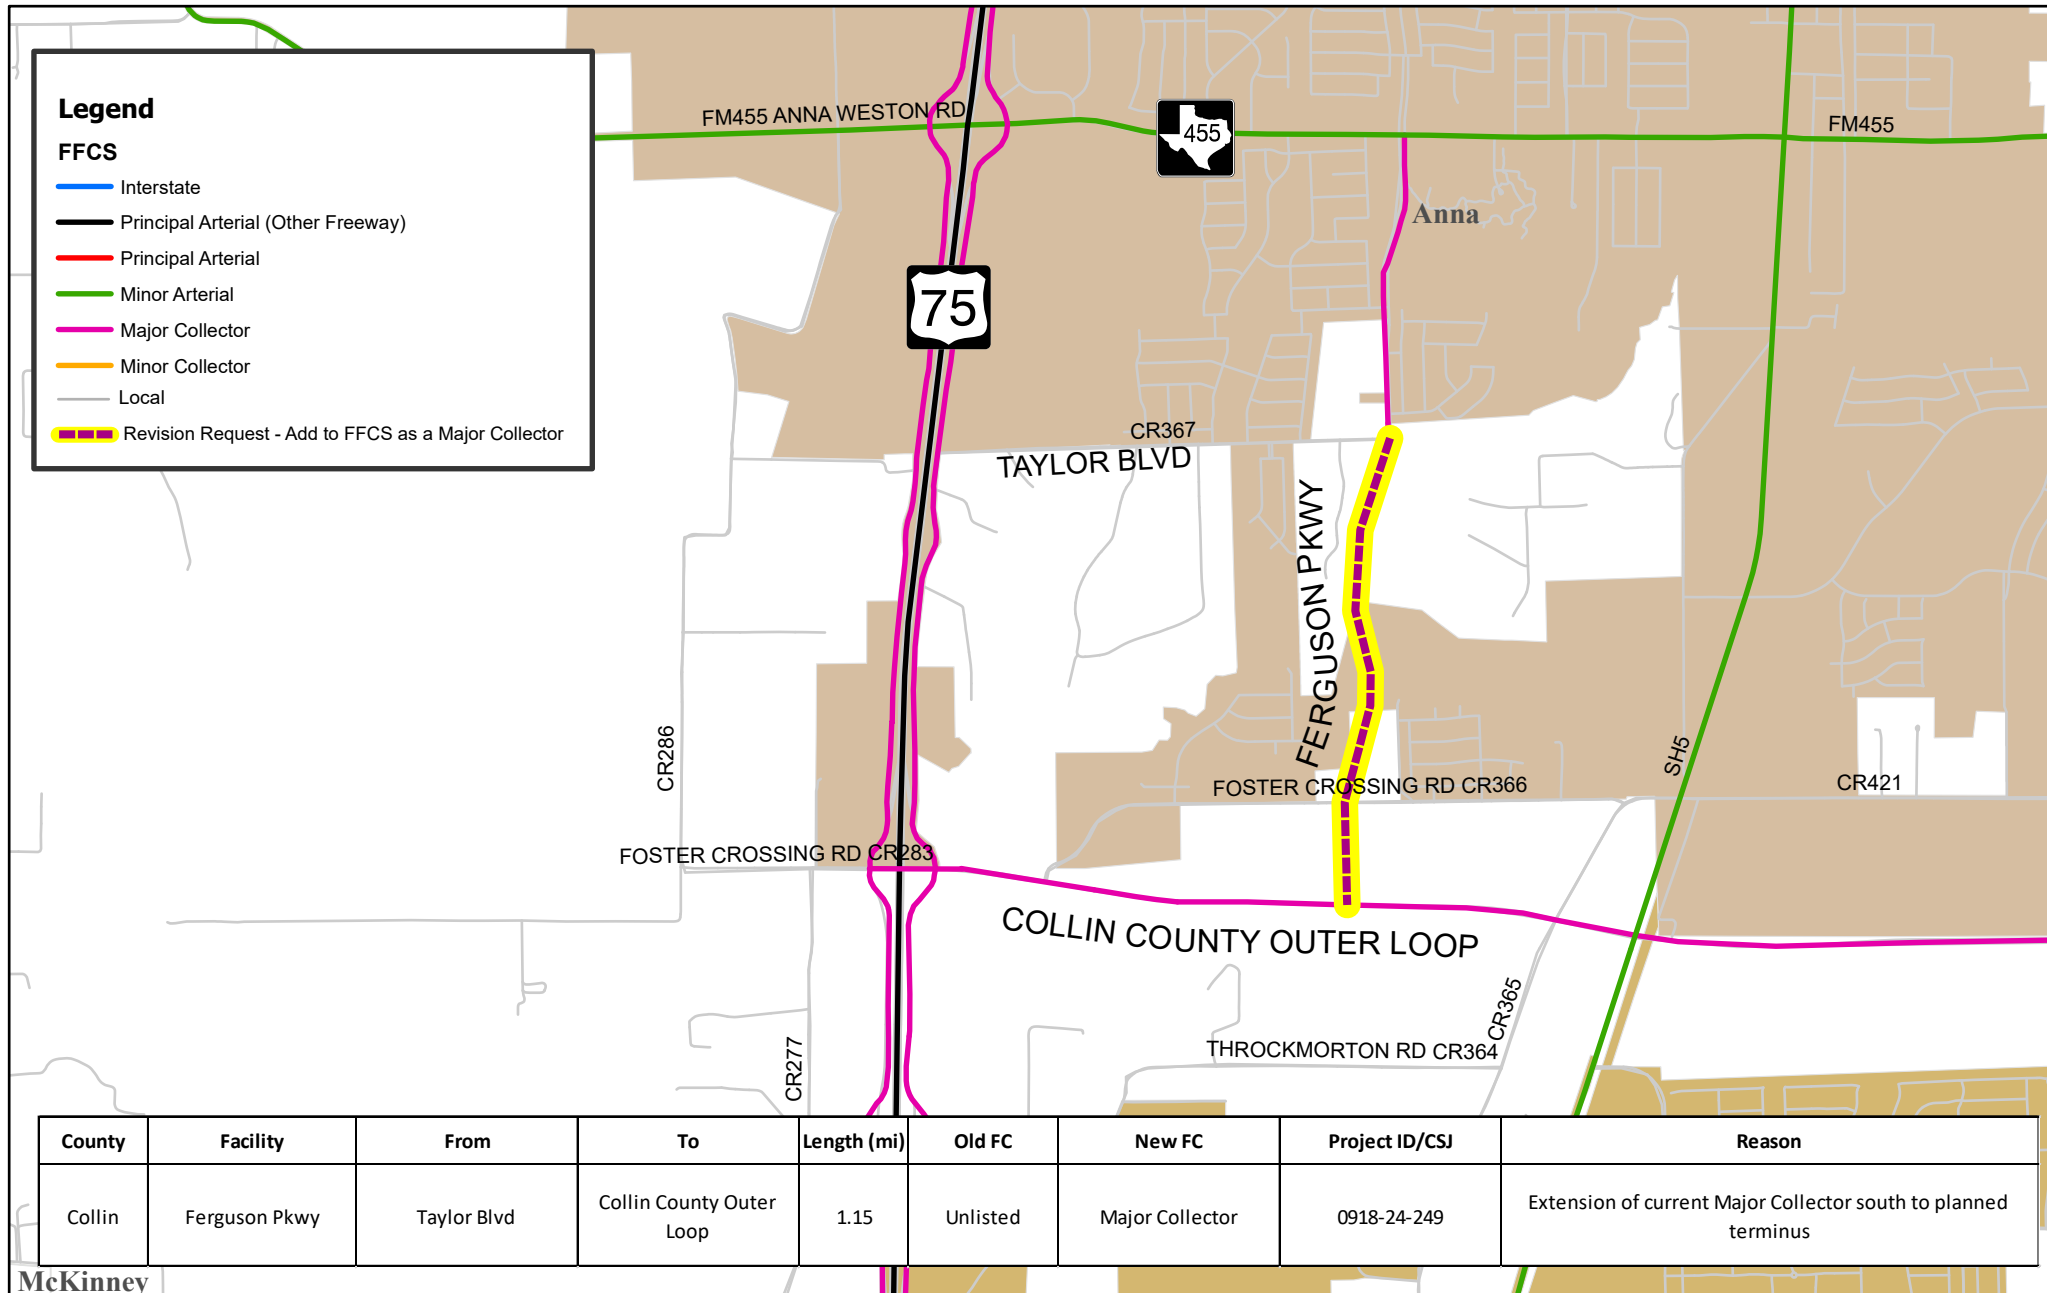 Legend
FFCS
Interstate
Principal Arterial (Other Freeway)
Principal Arterial
Minor Arterial
Major Collector
Minor Collector
Local
Revision Request - Add to FFCS as a Major Collector
FM455 ANNA WESTON RD
455
FM455
Anna
75
CR367
TAYLOR BLVD
FERGUSON PKWY
CR286
SH5
FOSTER CROSSING RD CR366
CR421
FOSTER CROSSING RD CR283
COLLIN COUNTY OUTER LOOP
CR365
CR277
THROCKMORTON RD CR364
County Facility From To Length (mi) Old FC New FC Project ID/CSJ Reason
Collin Ferguson Pkwy Taylor Blvd Collin County Outer Loop 1.15 Unlisted Major Collector 0918-24-249 Extension of current Major Collector south to planned terminus
McKinney